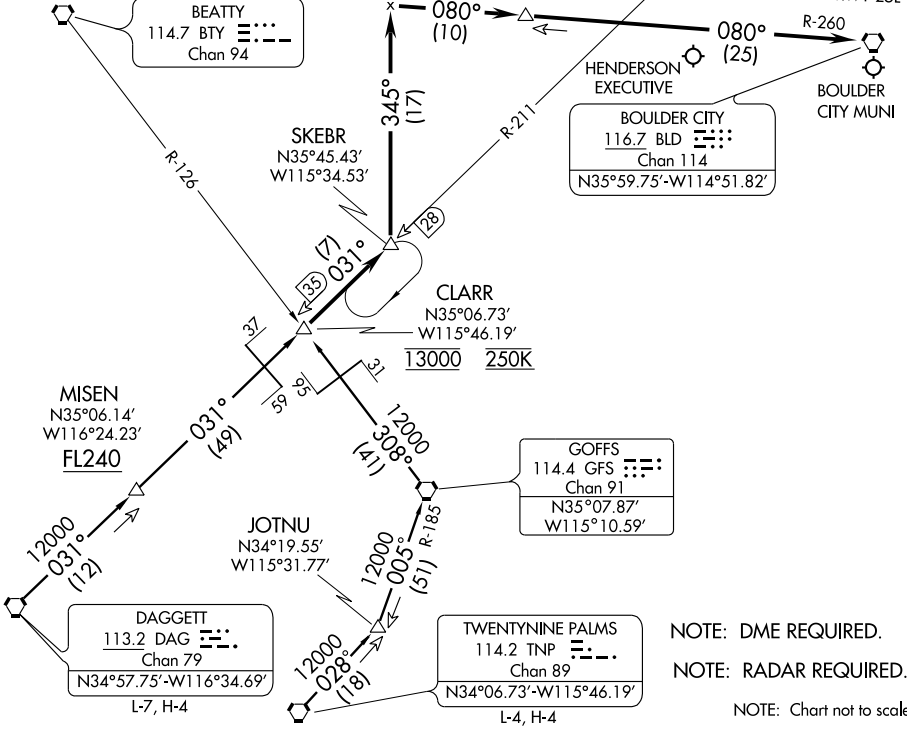 BEATTY
114.7 BTY
Chan 94
080°
(10)
R-260
080°
(25)
HENDERSON
EXECUTIVE
BOULDER
CITY MUNI
345°
(17)
R-211
BOULDER CITY
116.7 BLD
Chan 114
N35°59.75'-W114°51.82'
SKEBR
N35°45.43'
W115°34.53'
R-126
28
(7)
031°
35
CLARR
N35°06.73'
W115°46.19'
13000 250K
37
59
95
31
MISEN
N35°06.14'
W116°24.23'
FL240
031°
(49)
12000
308°
(41)
GOFFS
114.4 GFS
Chan 91
N35°07.87'
W115°10.59'
JOTNU
N34°19.55'
W115°31.77'
12000
005°
(51)
R-185
12000
031°
(12)
DAGGETT
113.2 DAG
Chan 79
N34°57.75'-W116°34.69'
L-7, H-4
12000
028°
(18)
TWENTYNINE PALMS
114.2 TNP
Chan 89
N34°06.73'-W115°46.19'
L-4, H-4
NOTE: DME REQUIRED.
NOTE: RADAR REQUIRED.
NOTE: Chart not to scale